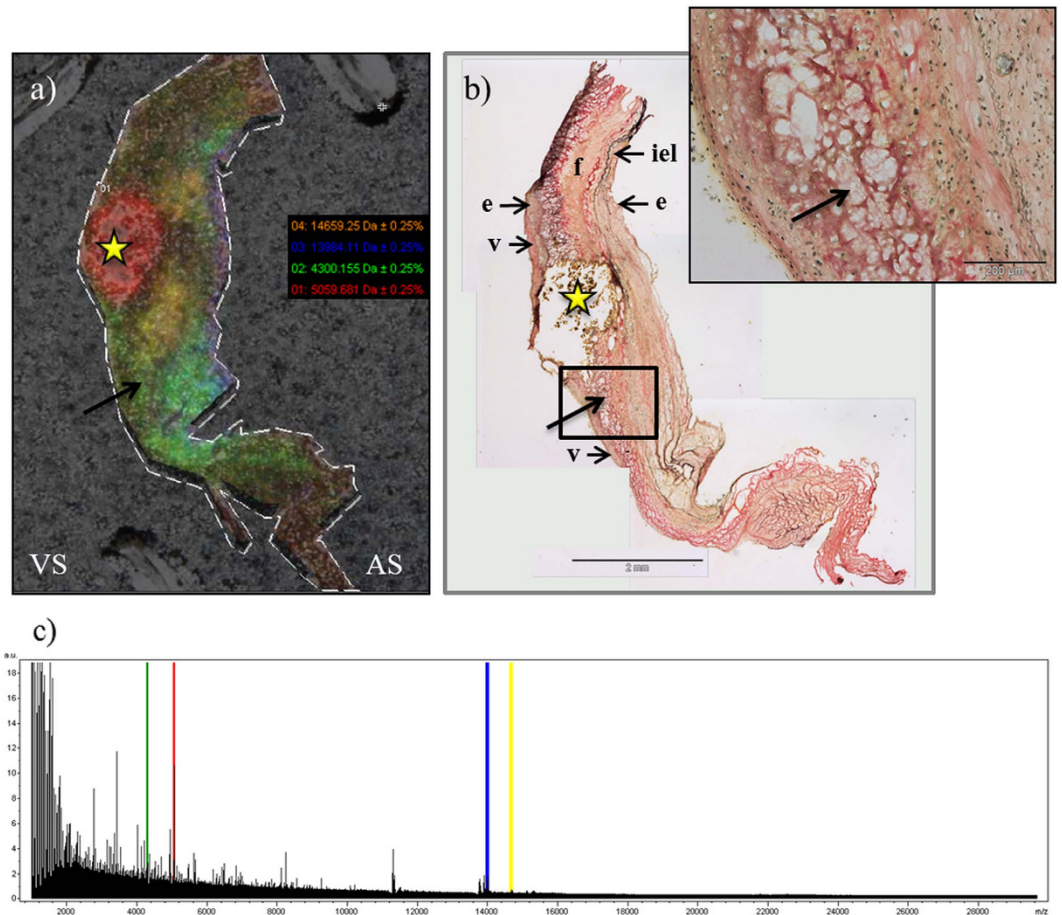 a)
01
04: 14659.25 Da ± 0.25%
03: 13984.11 Da ± 0.25%
02: 4300.155 Da ± 0.25%
01: 5059.681 Da ± 0.25%
VS
AS
b)
f
iel
e
e
v
v
2 mm
200 µm
c)
a.u.
18
16
14
12
10
8
6
4
2
0
2000 4000 6000 8000 10000 12000 14000 16000 18000 20000 22000 24000 26000 28000 m/z